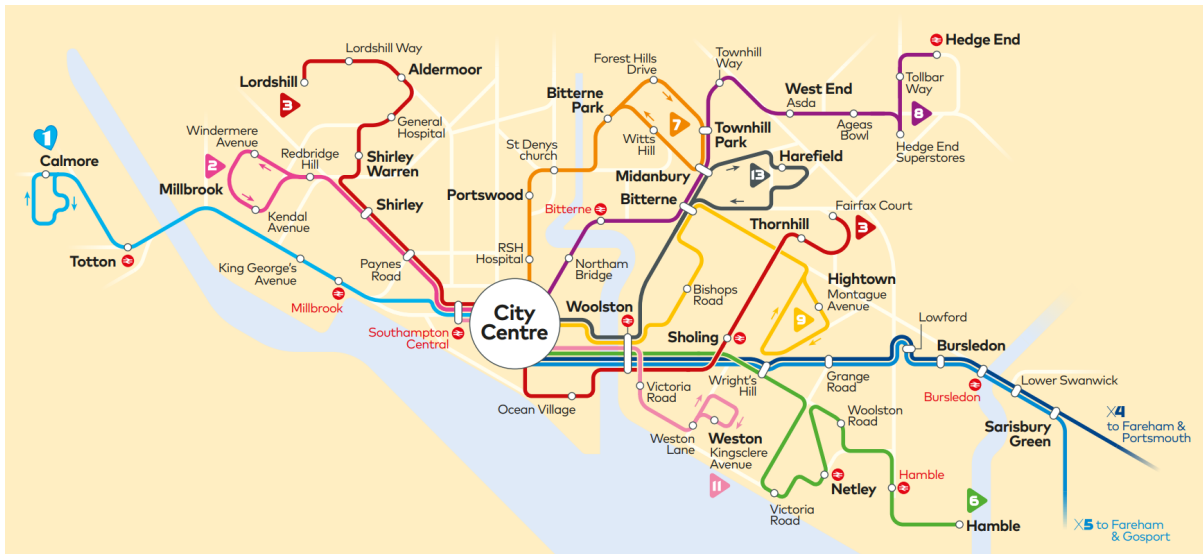 Lordshill Way
Lordshill
Aldermoor
3
General
Hospital
Windermere
Avenue
Redbridge
Hill
Shirley
Warren
1
Calmore
2
Millbrook
Kendal
Avenue
Shirley
Totton
King George's
Avenue
Millbrook
Paynes
Road
Southampton
Central
City
Centre
Forest Hills
Drive
Bitterne
Park
7
Witts
Hill
St Denys
church
Portswood
RSH
Hospital
Bitterne
Northam
Bridge
Townhill
Way
Townhill
Park
Midanbury
Bitterne
West End
Asda
Ageas
Bowl
Hedge End
Tollbar
Way
8
Hedge End
Superstores
Harefield
13
Fairfax Court
Thornhill
3
Hightown
Montague
Avenue
Bishops
Road
9
Woolston
Sholing
Lowford
Bursledon
Wright's
Hill
Grange
Road
Bursledon
Lower Swanwick
X4
to Fareham &
Portsmouth
Sarisbury
Green
X5 to Fareham
& Gosport
Ocean Village
Victoria
Road
Weston
Lane
Weston
Kingsclere
Avenue
11
Woolston
Road
Netley
Victoria
Road
Hamble
6
Hamble